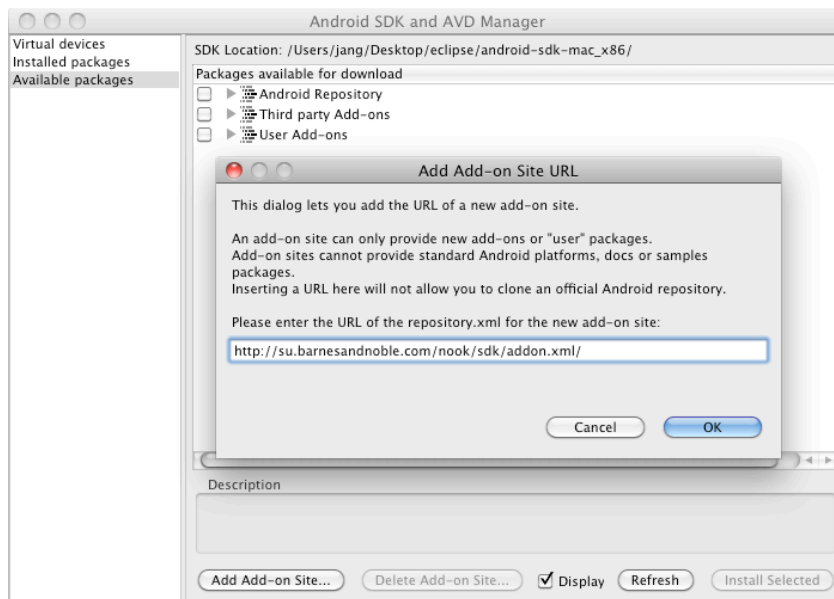 Android SDK and AVD Manager
Virtual devices
Installed packages
Available packages
SDK Location: /Users/jang/Desktop/eclipse/android-sdk-mac_x86/
Packages available for download
Android Repository
Third party Add-ons
User Add-ons
Add Add-on Site URL
This dialog lets you add the URL of a new add-on site.
An add-on site can only provide new add-ons or "user" packages.
Add-on sites cannot provide standard Android platforms, docs or samples
packages.
Inserting a URL here will not allow you to clone an official Android repository.
Please enter the URL of the repository.xml for the new add-on site:
http://su.barnesandnoble.com/nook/sdk/addon.xml/
Cancel
OK
Description
Add Add-on Site...
Delete Add-on Site...
Display
Refresh
Install Selected